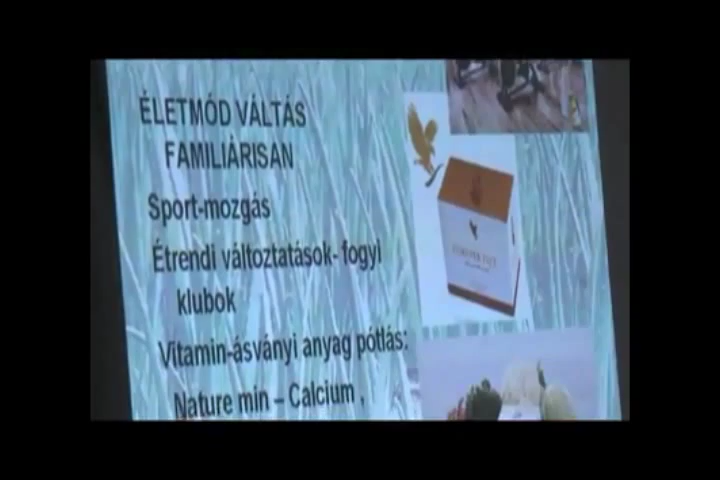 ÉLETMÓD VÁLTÁS
FAMILIÁRISAN
Sport-mozgás
Étrendi változtatások- fogyi
klubok
Vitamin-ásványi anyag pótlás:
Nature min – Calcium ,